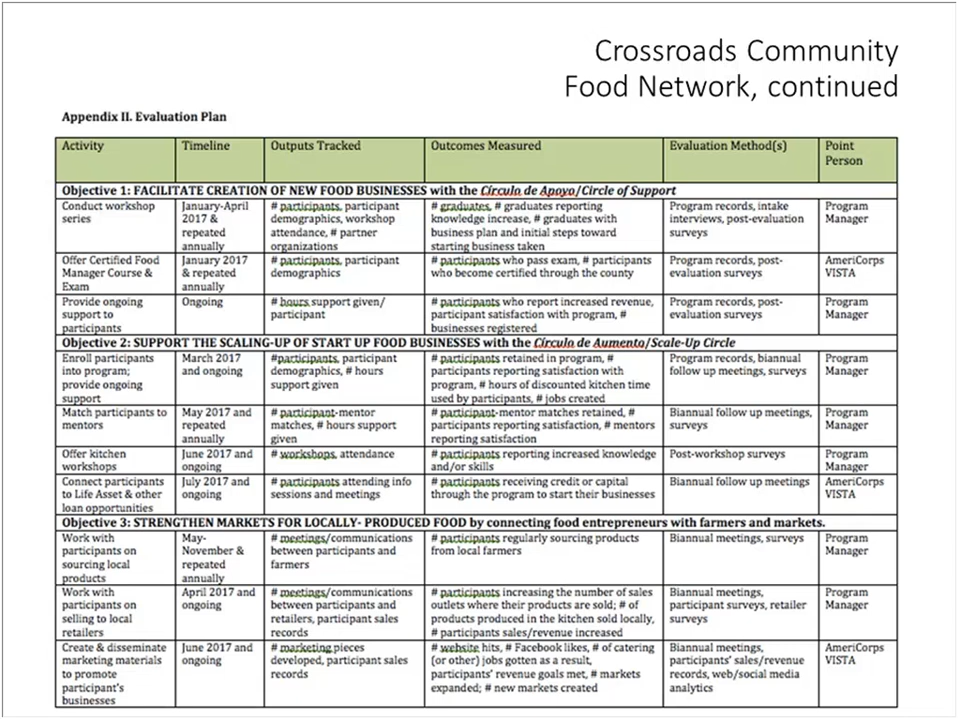 Crossroads Community
Food Network, continued
Appendix II. Evaluation Plan
Activity
Timeline
Outputs Tracked
Outcomes Measured
Evaluation Method(s)
Point
Person
Objective 1: FACILITATE CREATION OF NEW FOOD BUSINESSES with the Círculo de Apoyo/Circle of Support
Conduct workshop
series
January-April
2017 &
repeated
annually
# participants, participant
demographics, workshop
attendance, # partner
organizations
# graduates, # graduates reporting
knowledge increase, # graduates with
business plan and initial steps toward
starting business taken
Program records, intake
interviews, post-evaluation
surveys
Program
Manager
Offer Certified Food
Manager Course &
Exam
January 2017
& repeated
annually
# participants, participant
demographics
# participants who pass exam, # participants
who become certified through the county
Program records, post-
evaluation surveys
AmeriCorps
VISTA
Provide ongoing
support to
participants
Ongoing
# hours support given/
participant
# participants who report increased revenue,
participant satisfaction with program, #
businesses registered
Program records, post-
evaluation surveys
Program
Manager
Objective 2: SUPPORT THE SCALING-UP OF START UP FOOD BUSINESSES with the Círculo de Aumento/Scale-Up Circle
Enroll participants
into program;
provide ongoing
support
March 2017
and ongoing
#participants, participant
demographics, # hours
support given
# participants retained in program, #
participants reporting satisfaction with
program, # hours of discounted kitchen time
used by participants, # jobs created
Program records, biannual
follow up meetings, surveys
Program
Manager
Match participants to
mentors
May 2017 and
repeated
annually
# participant-mentor
matches, # hours support
given
# participant-mentor matches retained, #
participants reporting satisfaction, # mentors
reporting satisfaction
Biannual follow up meetings,
surveys
Program
Manager
Offer kitchen
workshops
June 2017 and
ongoing
# workshops, attendance
# participants reporting increased knowledge
and/or skills
Post-workshop surveys
Program
Manager
Connect participants
to Life Asset & other
loan opportunities
July 2017 and
ongoing
# participants attending info
sessions and meetings
# participants receiving credit or capital
through the program to start their businesses
Biannual follow up meetings
AmeriCorps
VISTA
Objective 3: STRENGTHEN MARKETS FOR LOCALLY- PRODUCED FOOD by connecting food entrepreneurs with farmers and markets.
Work with
participants on
sourcing local
products
May-
November &
repeated
annually
# meetings/communications
between participants and
farmers
# participants regularly sourcing products
from local farmers
Biannual meetings, surveys
Program
Manager
Work with
participants on
selling to local
retailers
April 2017 and
ongoing
# meetings/communications
between participants and
retailers, participant sales
records
# participants increasing the number of sales
outlets where their products are sold; # of
products produced in the kitchen sold locally,
# participants sales/revenue increased
Biannual meetings,
participant surveys, retailer
surveys
Program
Manager
Create & disseminate
marketing materials
to promote
participant's
businesses
June 2017 and
ongoing
# marketing pieces
developed, participant sales
records
# website hits, # Facebook likes, # of catering
(or other) jobs gotten as a result,
participants' revenue goals met, # markets
expanded; # new markets created
Biannual meetings,
participants' sales/revenue
records, web/social media
analytics
AmeriCorps
VISTA